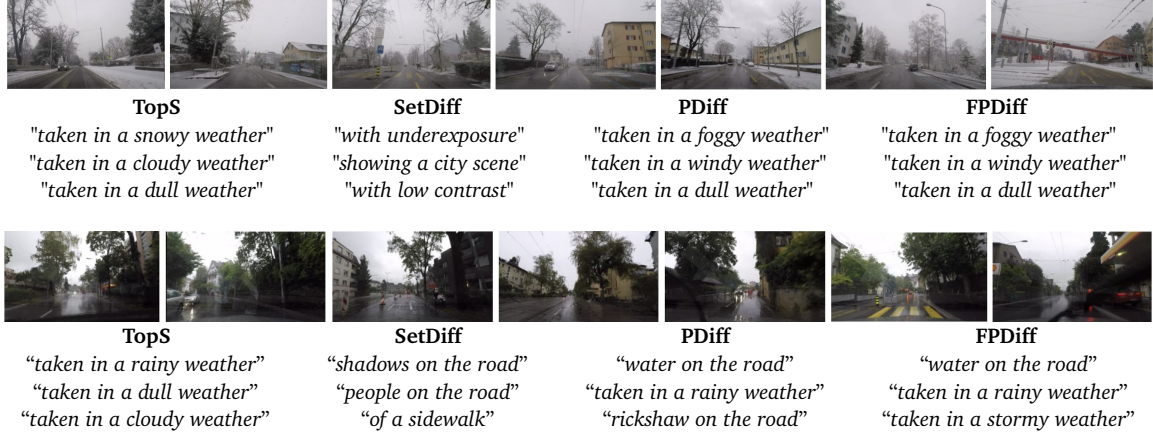 TopS SetDiff PDiff FPDiff
"taken in a snowy weather" "with underexposure" "taken in a foggy weather" "taken in a foggy weather"
"taken in a cloudy weather" "showing a city scene" "taken in a windy weather" "taken in a windy weather"
"taken in a dull weather" "with low contrast" "taken in a dull weather" "taken in a dull weather"
TopS SetDiff PDiff FPDiff
“taken in a rainy weather” “shadows on the road” “water on the road” “water on the road”
“taken in a dull weather” “people on the road” “taken in a rainy weather” “taken in a rainy weather”
“taken in a cloudy weather” “of a sidewalk” “rickshaw on the road” “taken in a stormy weather”